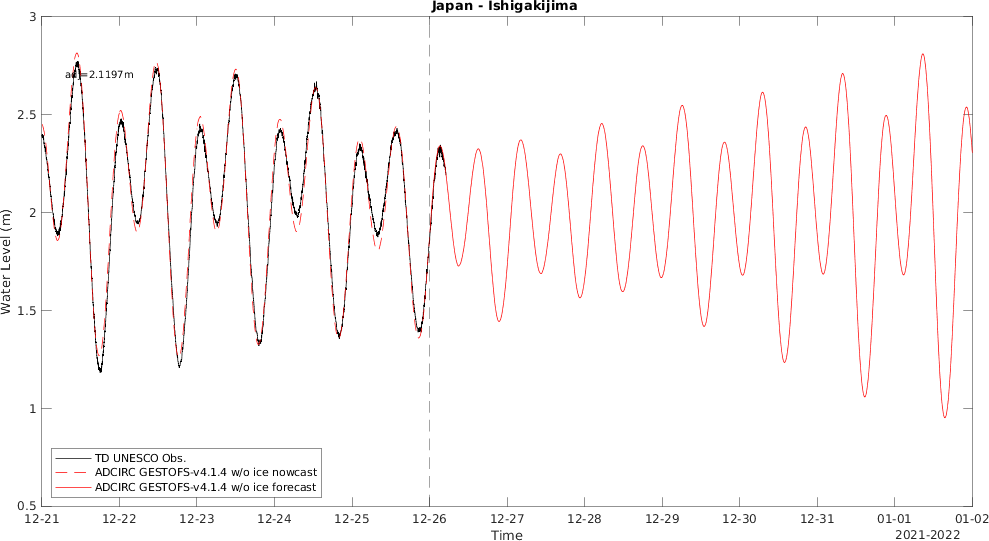 Japan - Ishigakijima
3
2.5
2
1.5
1
0.5
Water Level (m)
adj=2.1197m
TD UNESCO Obs.
ADCIRC GESTOFS-v4.1.4 w/o ice nowcast
ADCIRC GESTOFS-v4.1.4 w/o ice forecast
12-21 12-22 12-23 12-24 12-25 12-26 12-27 12-28 12-29 12-30 12-31 01-01 01-02
Time
2021-2022